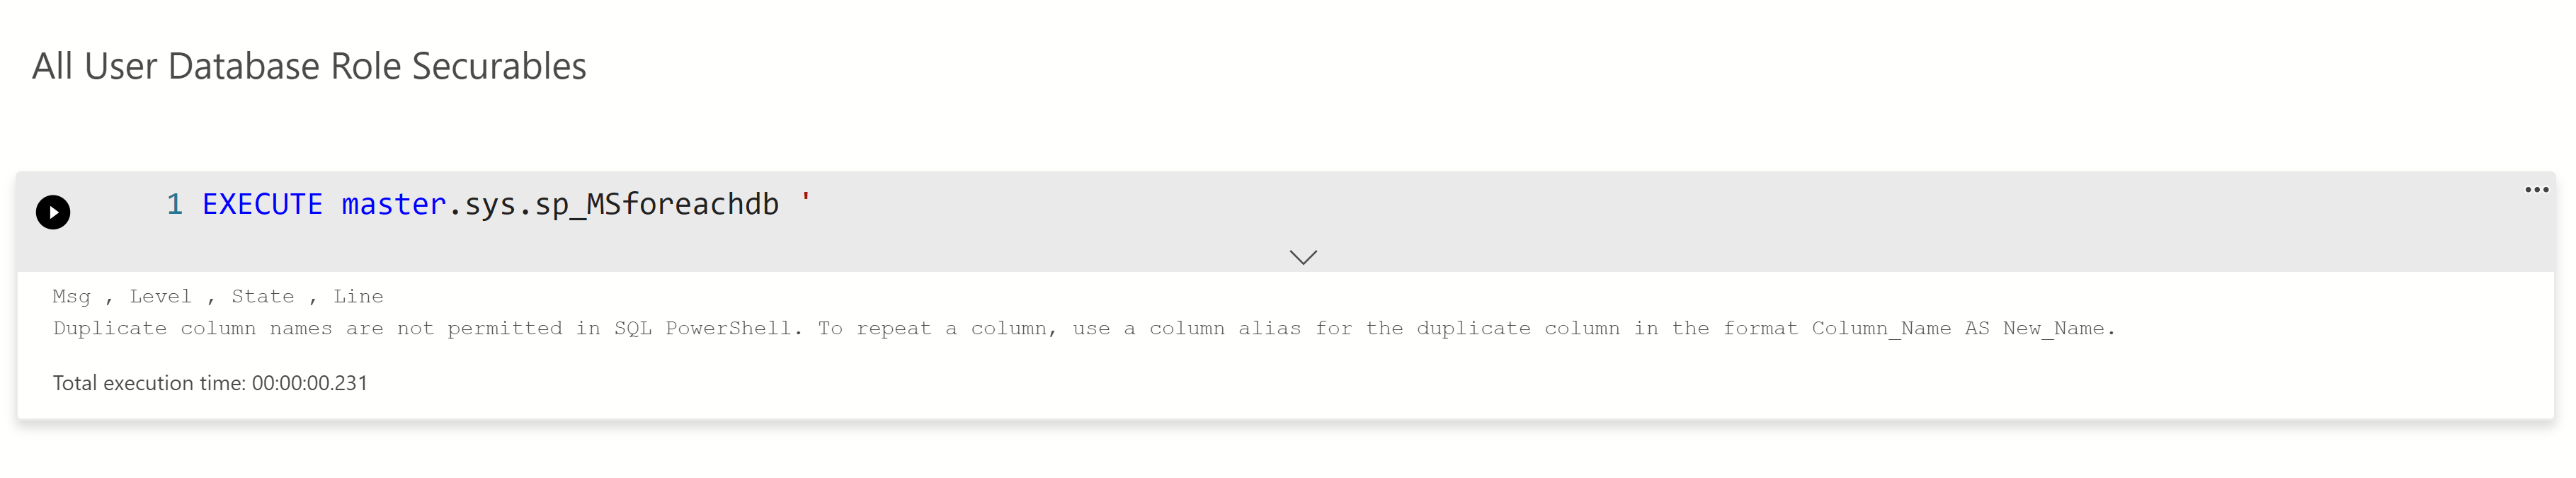 All User Database Role Securables
1 EXECUTE master.sys.sp_MSforeachdb '
Msg , Level , State , Line
Duplicate column names are not permitted in SQL PowerShell. To repeat a column, use a column alias for the duplicate column in the format Column_Name AS New_Name.
Total execution time: 00:00:00.231